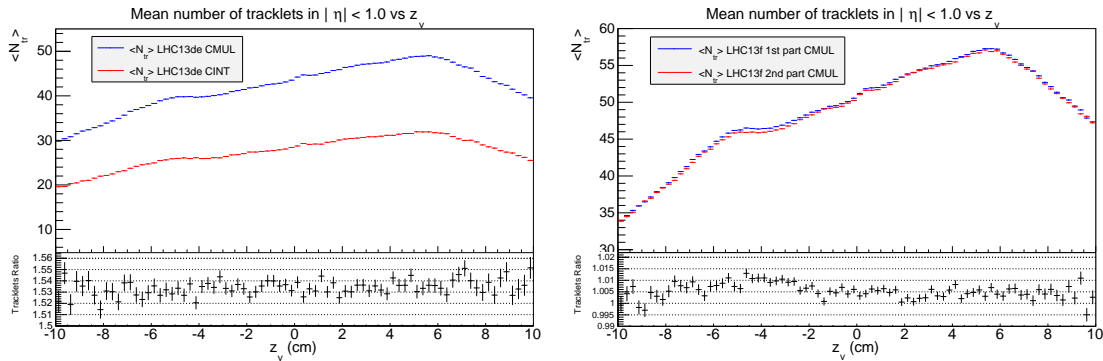 Mean number of tracklets in | η| < 1.0 vs z_v
<N_tr>
50
40
30
20
10
<N_tr> LHC13de CMUL
<N_tr> LHC13de CINT
Tracklets Ratio
1.56
1.55
1.54
1.53
1.52
1.51
1.5
-10 -8 -6 -4 -2 0 2 4 6 8 10
z_v (cm)
Mean number of tracklets in | η| < 1.0 vs z_v
<N_tr>
60
55
50
45
40
35
30
<N_tr> LHC13f 1st part CMUL
<N_tr> LHC13f 2nd part CMUL
Tracklets Ratio
1.02
1.015
1.01
1.005
1
0.995
0.99
-10 -8 -6 -4 -2 0 2 4 6 8 10
z_v (cm)